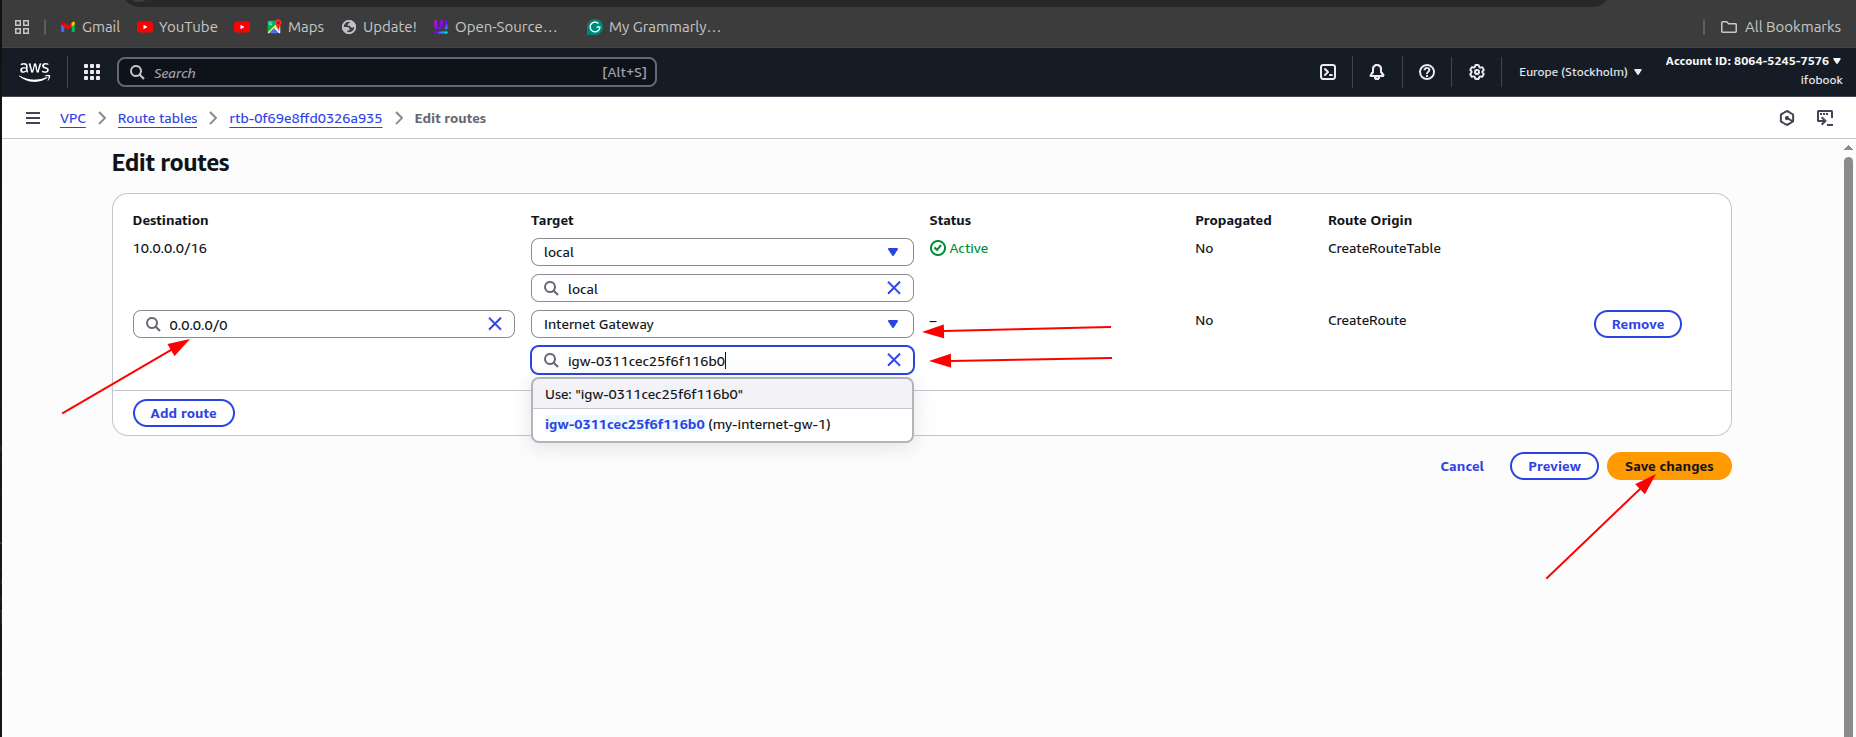 Gmail YouTube Maps Update! Open-Source... My Grammarly... All Bookmarks
aws Search [Alt+S] Europe (Stockholm) Account ID: 8064-5245-7576
ifobook
VPC Route tables rtb-0f69e8ffd0326a935 Edit routes
Edit routes
Destination Target Status Propagated Route Origin
10.0.0.0/16 local Active No CreateRouteTable
local
0.0.0.0/0 Internet Gateway – No CreateRoute Remove
igw-0311cec25f6f116b0
Use: "igw-0311cec25f6f116b0"
Add route igw-0311cec25f6f116b0 (my-internet-gw-1)
Cancel Preview Save changes